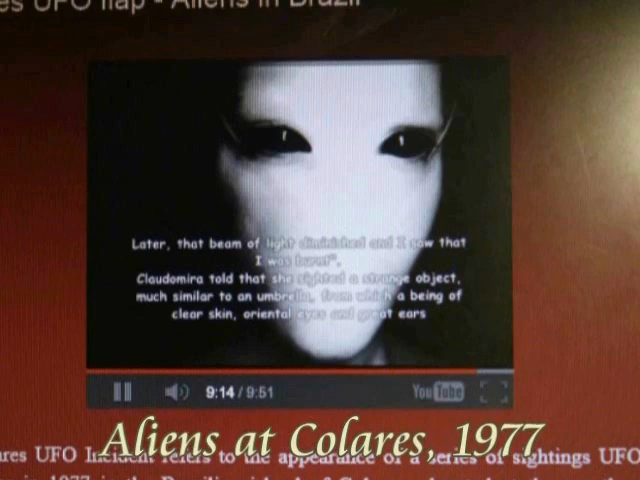 es UFO flap - Aliens in Brazil
Later, that beam of light diminished and I saw that
I was burnt",
Claudomira told that she sighted a strange object,
much similar to an umbrella, from which a being of
clear skin, oriental eyes and great ears
9:14 / 9:51
YouTube
Aliens at Colares, 1977
ures UFO Incident refers to the appearance of a series of sightings UFO